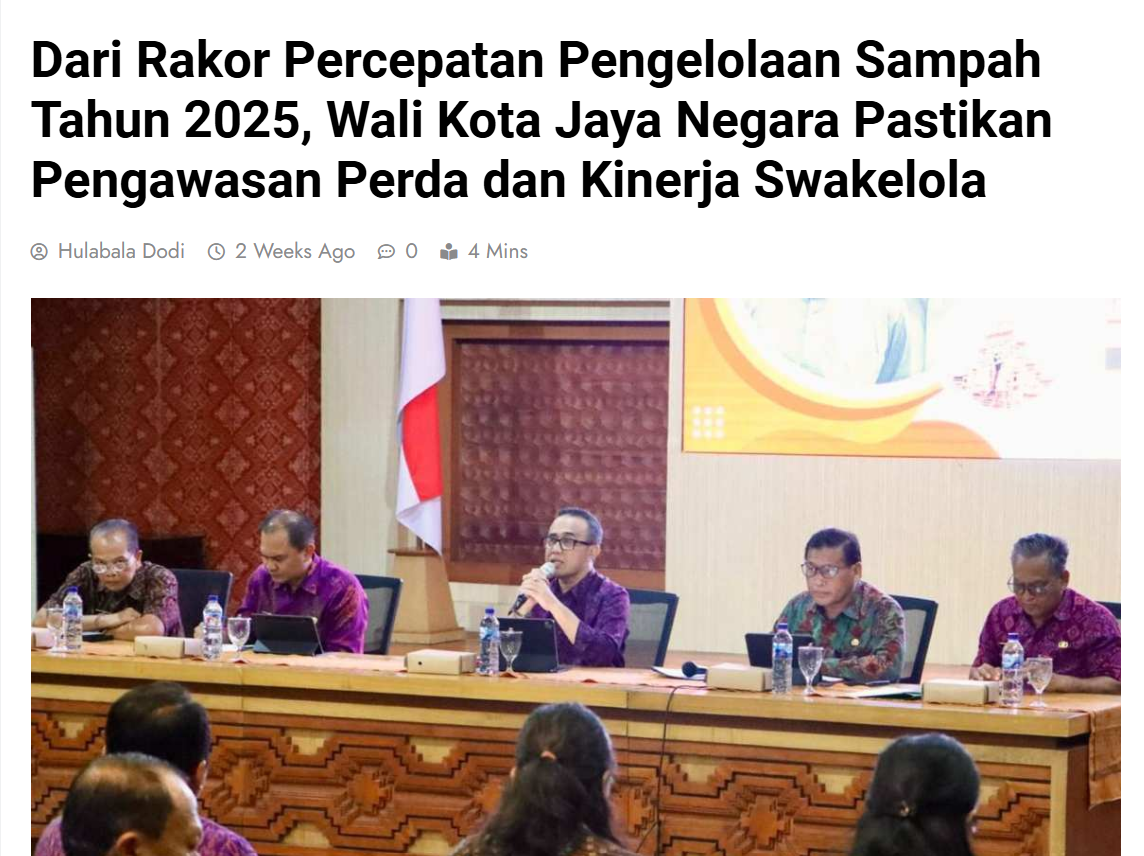 Dari Rakor Percepatan Pengelolaan Sampah
Tahun 2025, Wali Kota Jaya Negara Pastikan
Pengawasan Perda dan Kinerja Swakelola
Hulabala Dodi 2 Weeks Ago 0 4 Mins